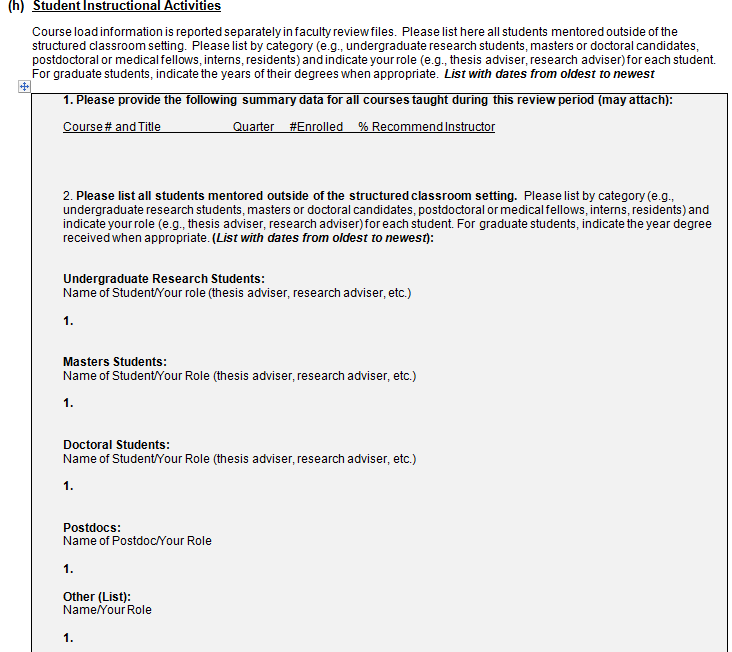 (h) Student Instructional Activities
Course load information is reported separately in faculty review files. Please list here all students mentored outside of the
structured classroom setting. Please list by category (e.g., undergraduate research students, masters or doctoral candidates,
postdoctoral or medical fellows, interns, residents) and indicate your role (e.g., thesis adviser, research adviser) for each student.
For graduate students, indicate the years of their degrees when appropriate. List with dates from oldest to newest
1. Please provide the following summary data for all courses taught during this review period (may attach):
Course # and Title Quarter #Enrolled % Recommend Instructor
2. Please list all students mentored outside of the structured classroom setting. Please list by category (e.g.,
undergraduate research students, masters or doctoral candidates, postdoctoral or medical fellows, interns, residents) and
indicate your role (e.g., thesis adviser, research adviser) for each student. For graduate students, indicate the year degree
received when appropriate. (List with dates from oldest to newest):
Undergraduate Research Students:
Name of Student/Your role (thesis adviser, research adviser, etc.)
1.
Masters Students:
Name of Student/Your Role (thesis adviser, research adviser, etc.)
1.
Doctoral Students:
Name of Student/Your Role (thesis adviser, research adviser, etc.)
1.
Postdocs:
Name of Postdoc/Your Role
1.
Other (List):
Name/Your Role
1.